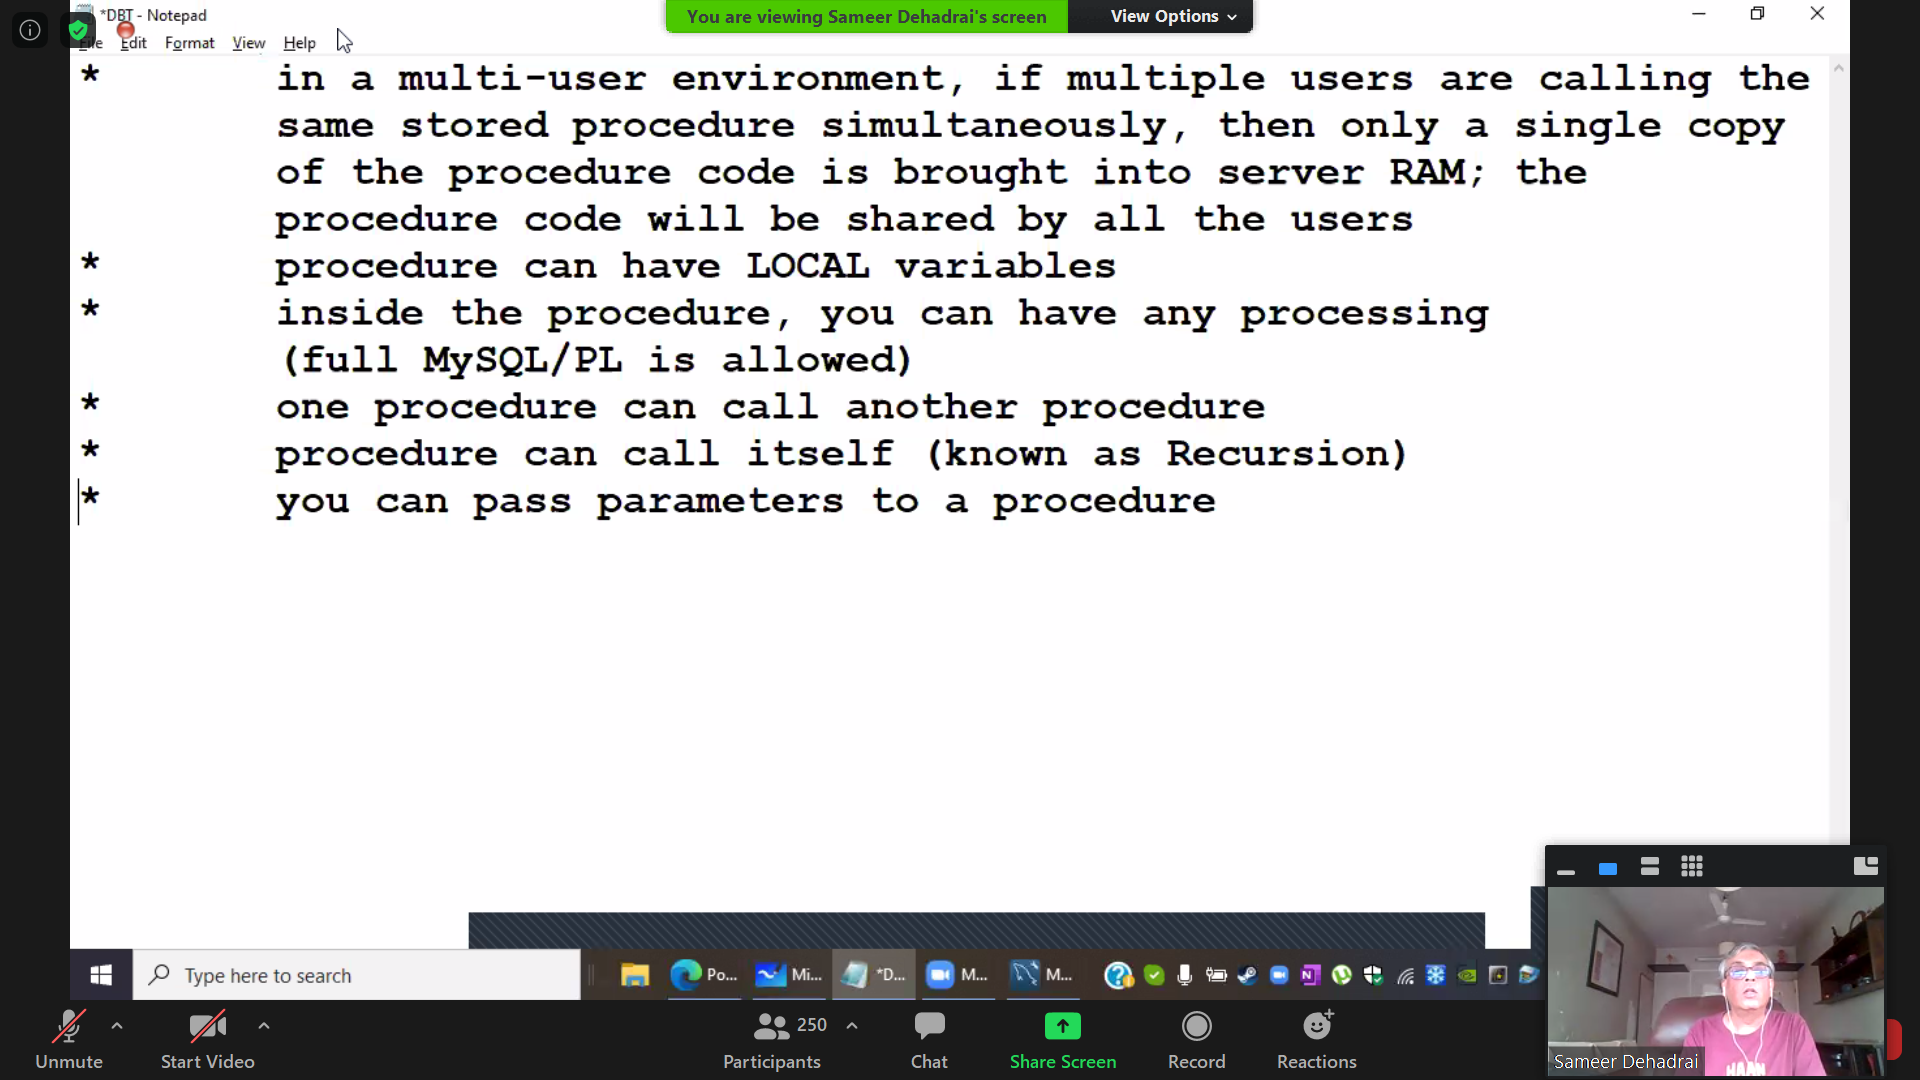 *DBT - Notepad
You are viewing Sameer Dehadrai's screen View Options
File Edit Format View Help
* in a multi-user environment, if multiple users are calling the
same stored procedure simultaneously, then only a single copy
of the procedure code is brought into server RAM; the
procedure code will be shared by all the users
* procedure can have LOCAL variables
* inside the procedure, you can have any processing
(full MySQL/PL is allowed)
* one procedure can call another procedure
* procedure can call itself (known as Recursion)
* you can pass parameters to a procedure
Type here to search Po... Mi... *D... M... M...
250
Unmute Start Video Participants Chat Share Screen Record Reactions
Sameer Dehadrai